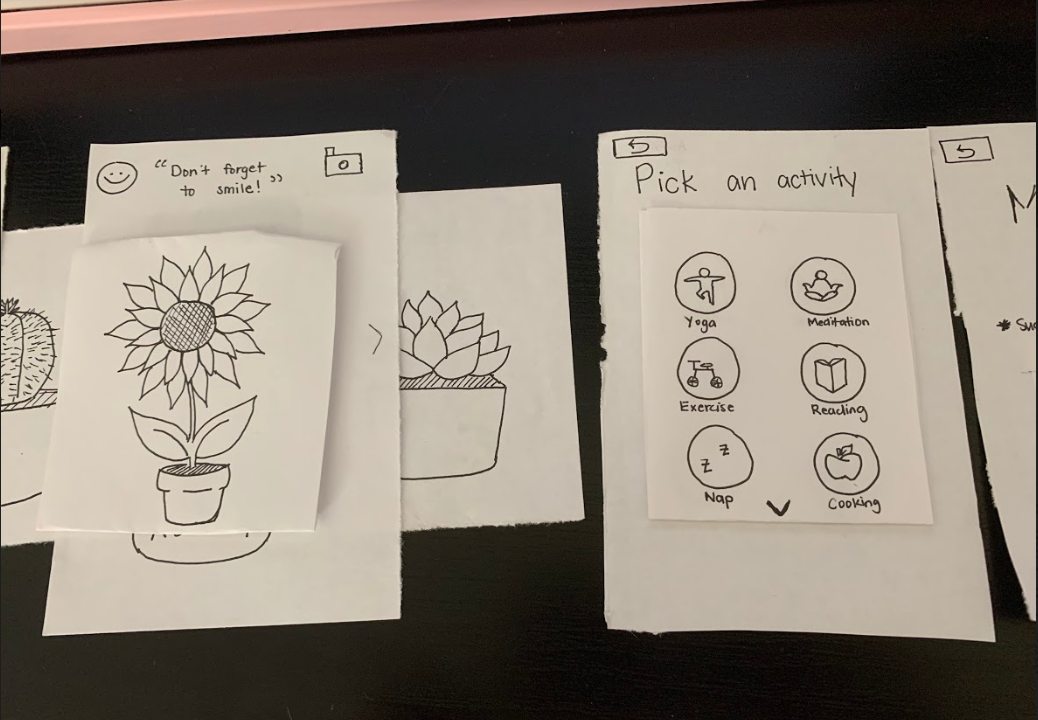 “Don't forget
to smile!”
Pick an activity
Yoga
Meditation
Exercise
Reading
z
z
Nap
Cooking